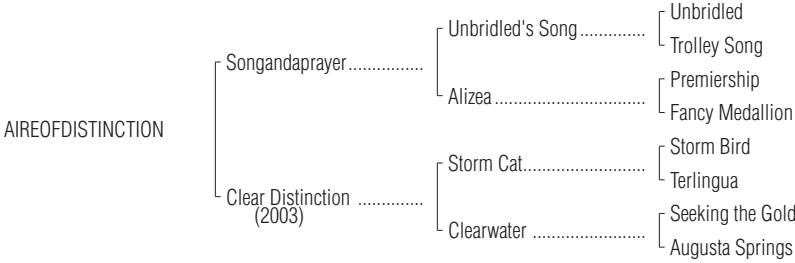 Unbridled
Unbridled's Song..............
Trolley Song
Songandaprayer................
Premiership
Alizea................................
Fancy Medallion
AIREOFDISTINCTION
Storm Bird
Storm Cat..........................
Terlingua
Clear Distinction ..............
(2003)
Seeking the Gold
Clearwater ........................
Augusta Springs